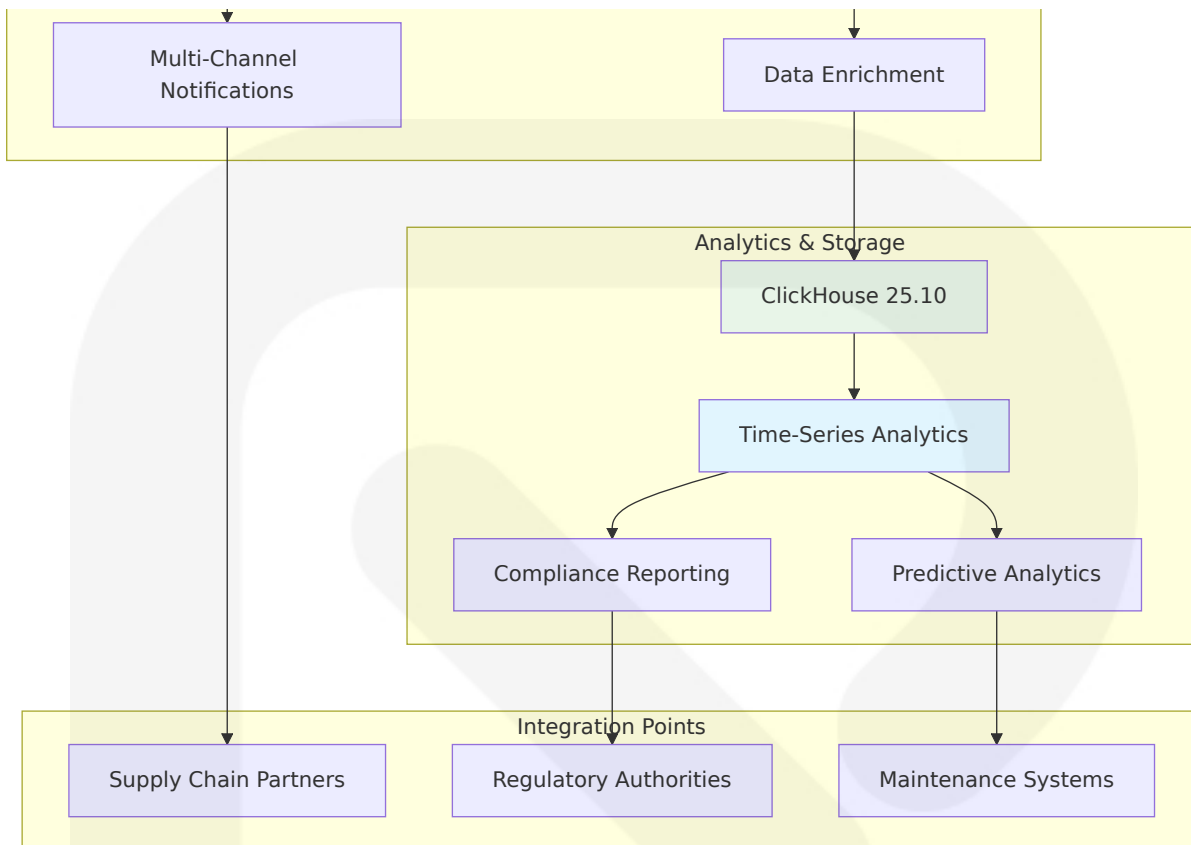 Multi-Channel
Notifications
Data Enrichment
Analytics & Storage
ClickHouse 25.10
Time-Series Analytics
Compliance Reporting
Predictive Analytics
Integration Points
Supply Chain Partners
Regulatory Authorities
Maintenance Systems